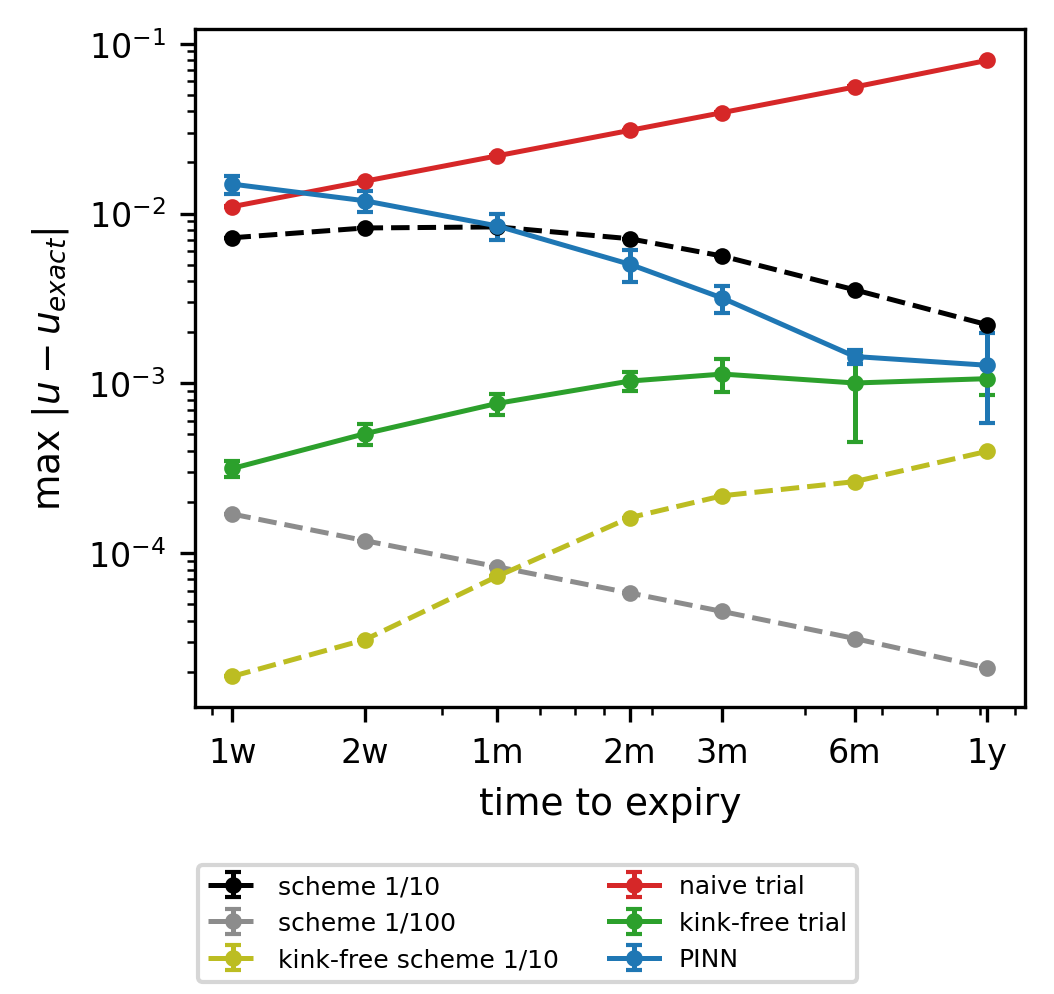 10⁻¹
10⁻²
10⁻³
10⁻⁴
max |u − u_exact|
1w 2w 1m 2m 3m 6m 1y
time to expiry
scheme 1/10
scheme 1/100
kink-free scheme 1/10
naive trial
kink-free trial
PINN